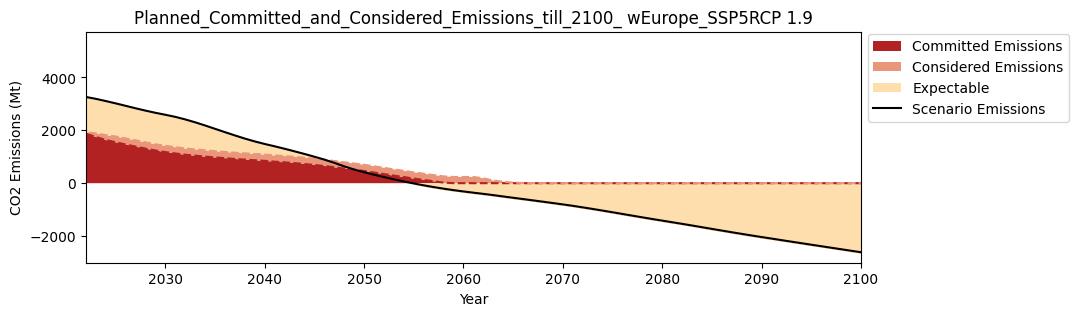 Planned_Committed_and_Considered_Emissions_till_2100_ wEurope_SSP5RCP 1.9
Committed Emissions
Considered Emissions
Expectable
Scenario Emissions
CO2 Emissions (Mt)
4000
2000
0
−2000
2030
2040
2050
2060
2070
2080
2090
2100
Year